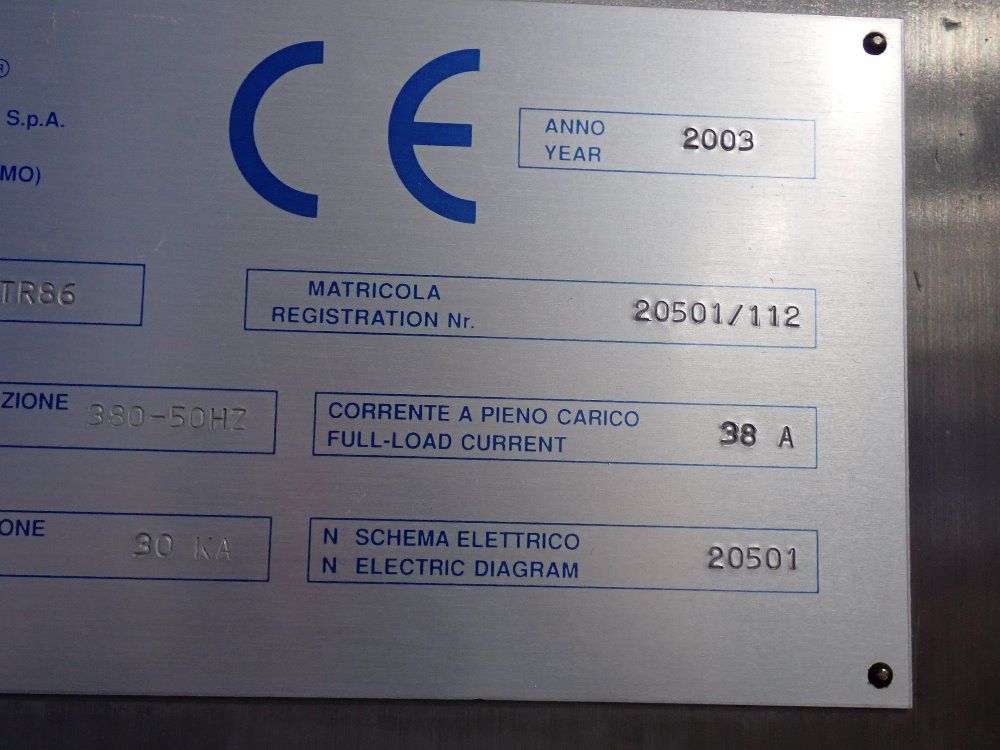 ®
S.p.A.
MO)
CE
ANNO
YEAR
2003
TR86
MATRICOLA
REGISTRATION Nr.
20501/112
ZIONE
380-50HZ
CORRENTE A PIENO CARICO
FULL-LOAD CURRENT
38 A
ONE
30 KA
N SCHEMA ELETTRICO
N ELECTRIC DIAGRAM
20501